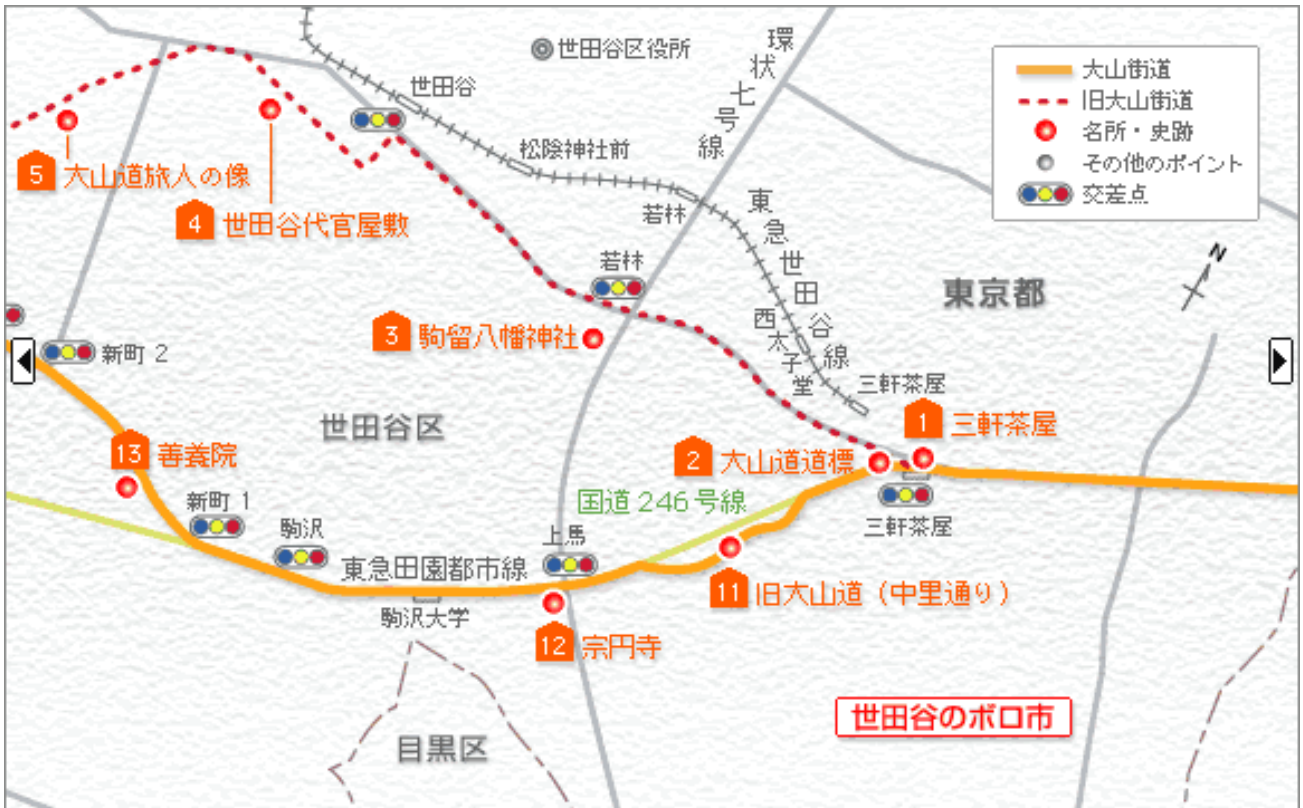 世田谷区役所
環状七号線
大山街道
旧大山街道
名所・史跡
その他のポイント
交差点
世田谷
松陰神社前
若林
東急世田谷線
西太子堂
三軒茶屋
N
東京都
5 大山道旅人の像
4 世田谷代官屋敷
若林
3 駒留八幡神社
新町 2
世田谷区
1 三軒茶屋
2 大山道道標
三軒茶屋
13 善養院
新町 1
国道 246 号線
駒沢
上馬
東急田園都市線
駒沢大学
11 旧大山道（中里通り）
12 宗円寺
目黒区
世田谷のボロ市